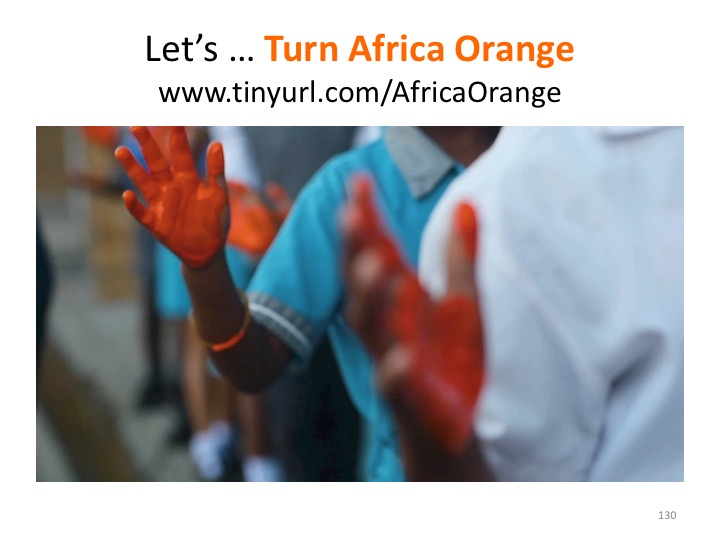 Let’s … Turn Africa Orange
www.tinyurl.com/AfricaOrange
130